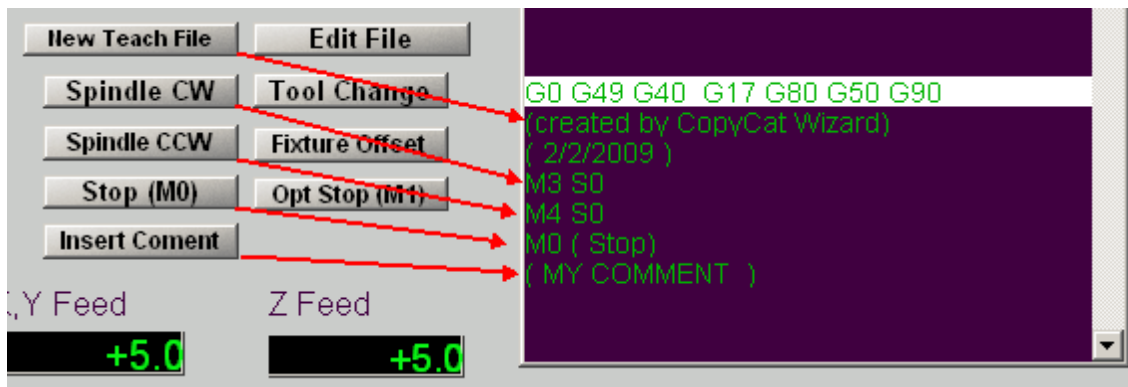 New Teach File
Edit File
Spindle CW
Tool Change
Spindle CCW
Fixture Offset
Stop (M0)
Opt Stop (M1)
Insert Coment
,Y Feed
Z Feed
+5.0
+5.0
G0 G49 G40  G17 G80 G50 G90
(created by CopyCat Wizard)
( 2/2/2009 )
M3 S0
M4 S0
M0 ( Stop)
( MY COMMENT  )